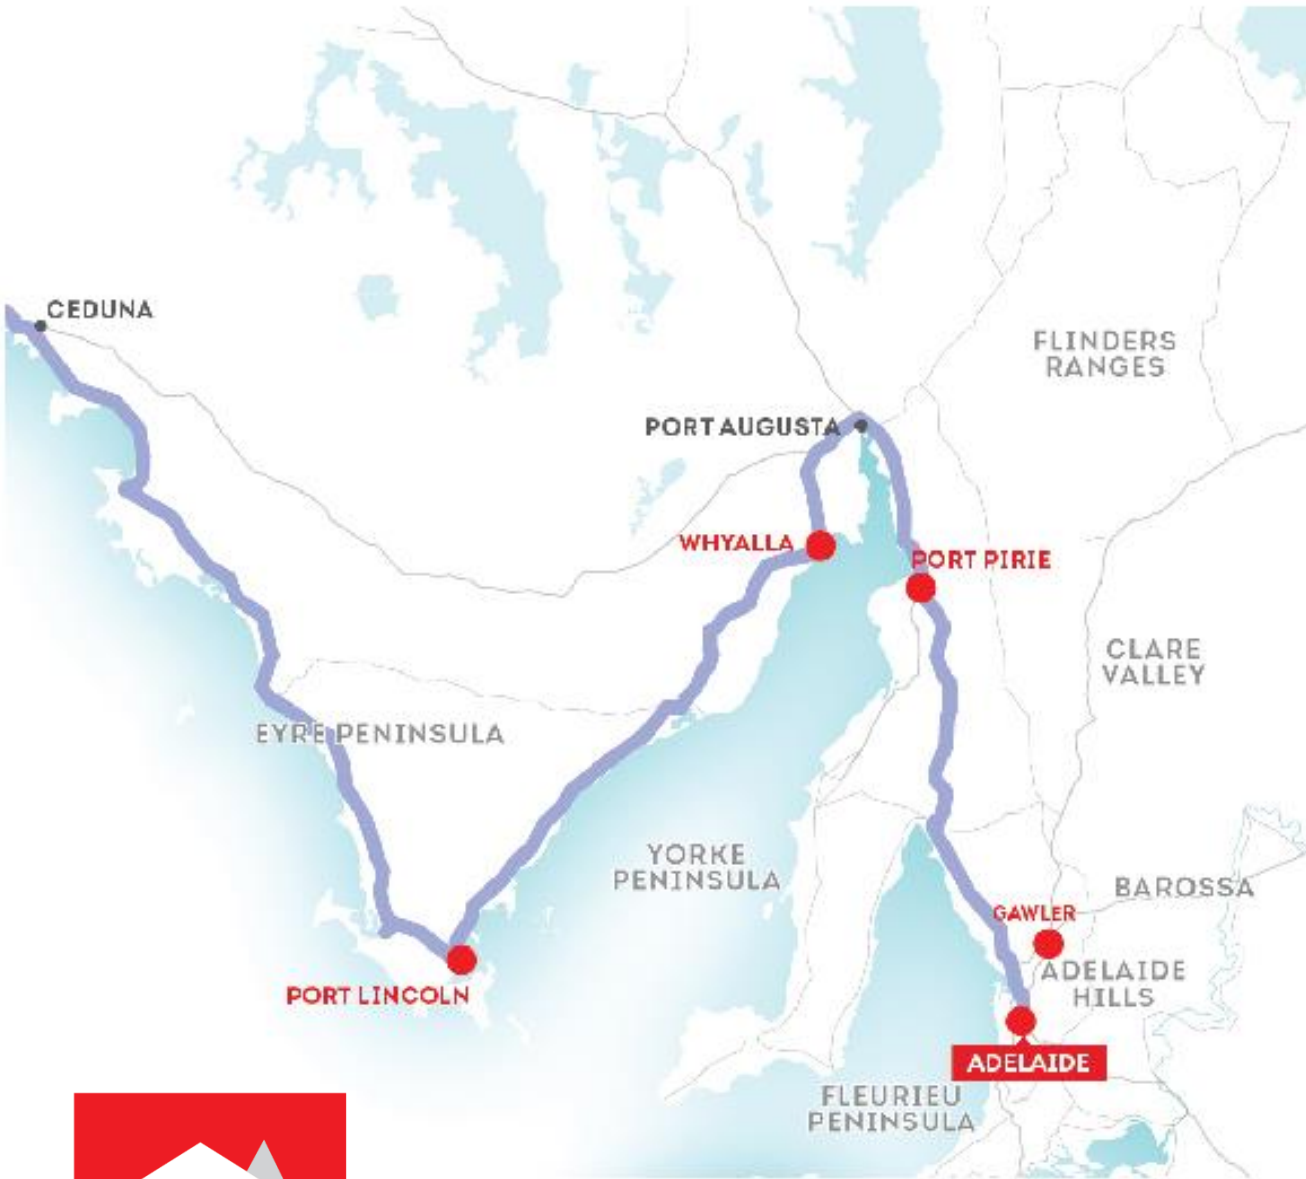 CEDUNA
FLINDERS
RANGES
PORT AUGUSTA
WHYALLA
PORT PIRIE
CLARE
VALLEY
EYRE PENINSULA
YORKE
PENINSULA
BAROSSA
GAWLER
ADELAIDE
HILLS
PORT LINCOLN
ADELAIDE
FLEURIEU
PENINSULA